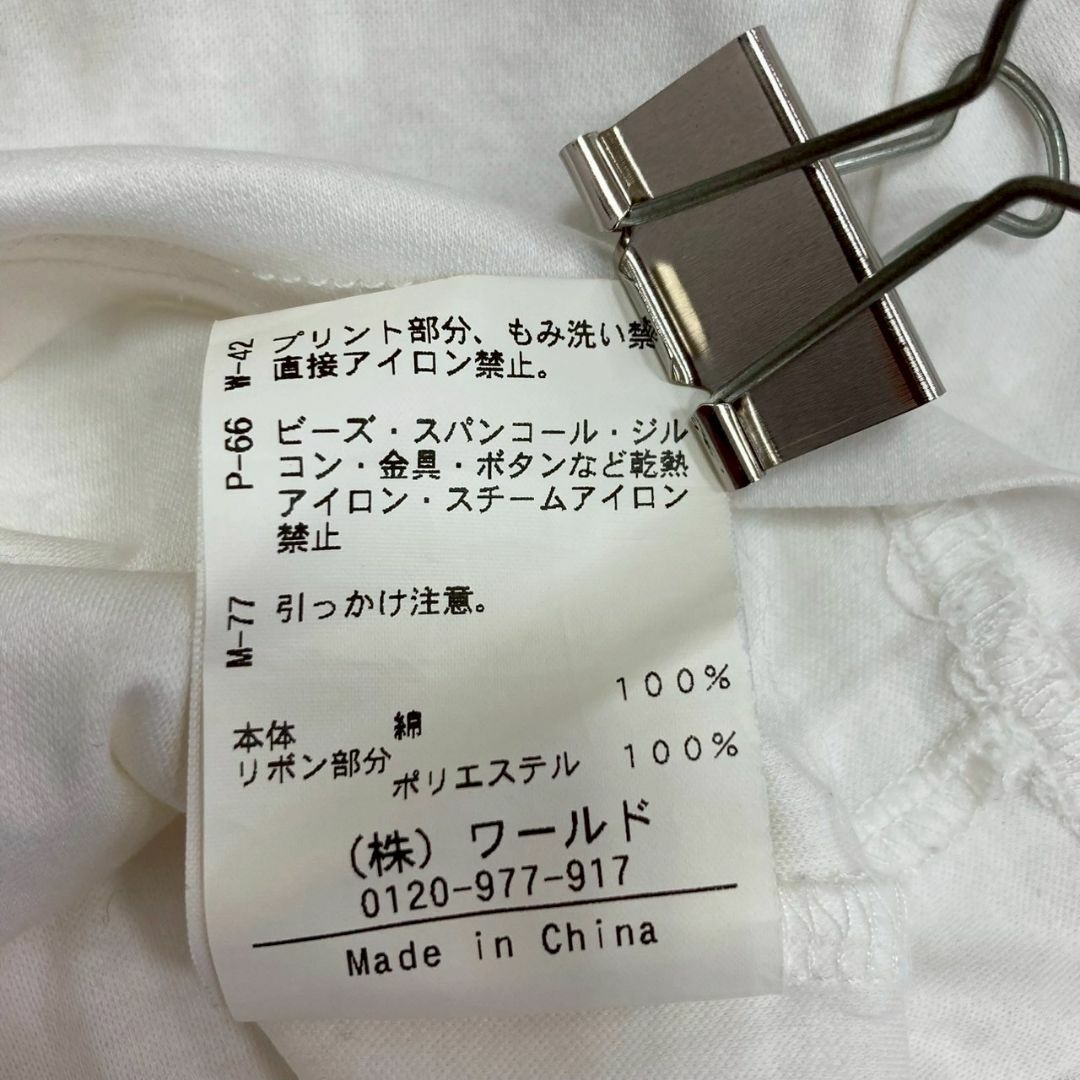 W-42 プリント部分、もみ洗い禁
直接アイロン禁止。
P-66 ビーズ・スパンコール・ジル
コン・金具・ボタンなど乾熱
アイロン・スチームアイロン
禁止
M-77 引っかけ注意。
本体 綿 100%
リボン部分 ポリエステル 100%
(株) ワールド
0120-977-917
Made in China